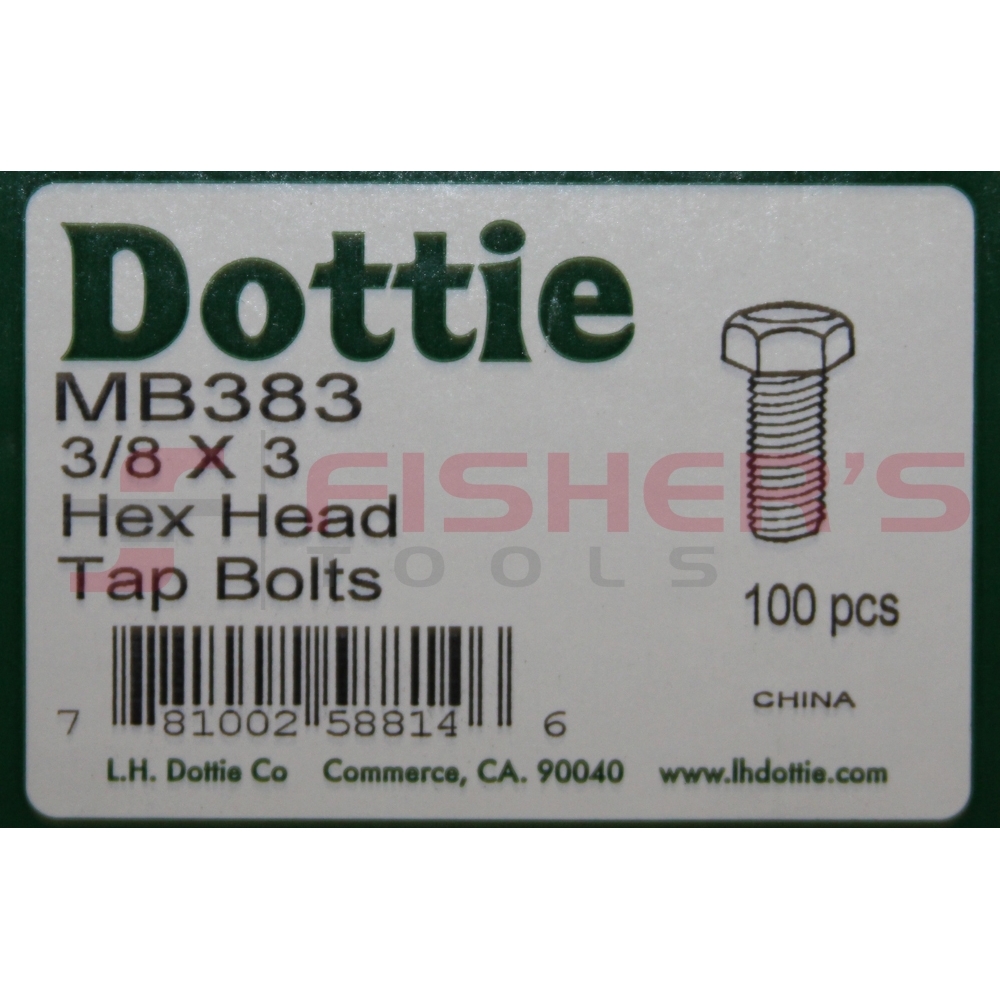 Dottie
MB383
3/8 X 3
Hex Head
Tap Bolts
FISHER'S
TOOLS
100 pcs
CHINA
7 81002 58814 6
L.H. Dottie Co Commerce, CA. 90040 www.lhdottie.com